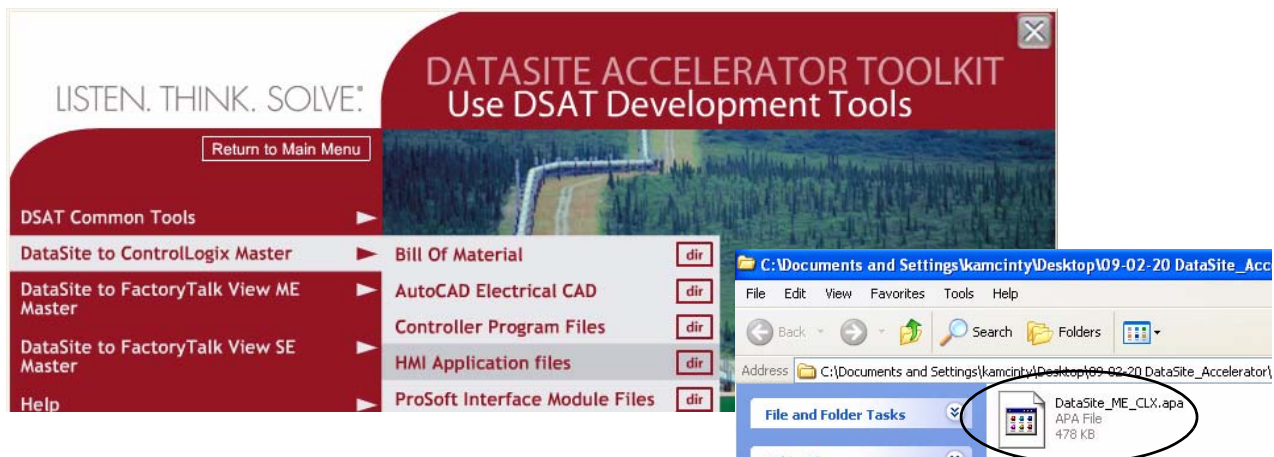 LISTEN. THINK. SOLVE.
DATASITE ACCELERATOR TOOLKIT
Use DSAT Development Tools
Return to Main Menu
DSAT Common Tools
DataSite to ControlLogix Master
DataSite to FactoryTalk View ME
Master
DataSite to FactoryTalk View SE
Master
Help
Bill Of Material dir
AutoCAD Electrical CAD dir
Controller Program Files dir
HMI Application files dir
ProSoft Interface Module Files dir
C:\Documents and Settings\kamcinty\Desktop\09-02-20 DataSite_Acce
File Edit View Favorites Tools Help
Back Search Folders
Address C:\Documents and Settings\kamcinty\Desktop\09-02-20 DataSite_Accelerator\
File and Folder Tasks
DataSite_ME_CLX.apa
APA File
478 KB